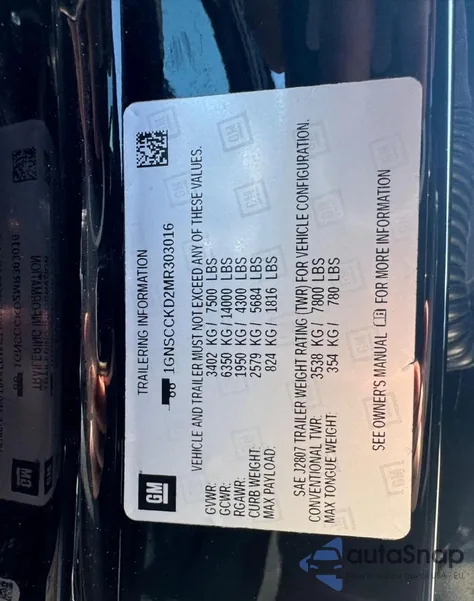 GM
TRAILERING INFORMATION
1GNSCCKD2MR303016
VEHICLE AND TRAILER MUST NOT EXCEED ANY OF THESE VALUES.
GVWR: 3402 KG / 7500 LBS
GCWR: 6350 KG / 14000 LBS
RGAWR: 1950 KG / 4300 LBS
CURB WEIGHT: 2579 KG / 5684 LBS
MAX PAYLOAD: 824 KG / 1816 LBS
SAE J2807 TRAILER WEIGHT RATING (TWR) FOR VEHICLE CONFIGURATION.
CONVENTIONAL TWR: 3538 KG / 7800 LBS
MAX TONGUE WEIGHT: 354 KG / 780 LBS
SEE OWNER'S MANUAL FOR MORE INFORMATION
autoSnap